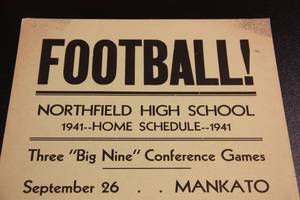 FOOTBALL!
NORTHFIELD HIGH SCHOOL
1941--HOME SCHEDULE--1941
Three "Big Nine" Conference Games
September 26 . . MANKATO